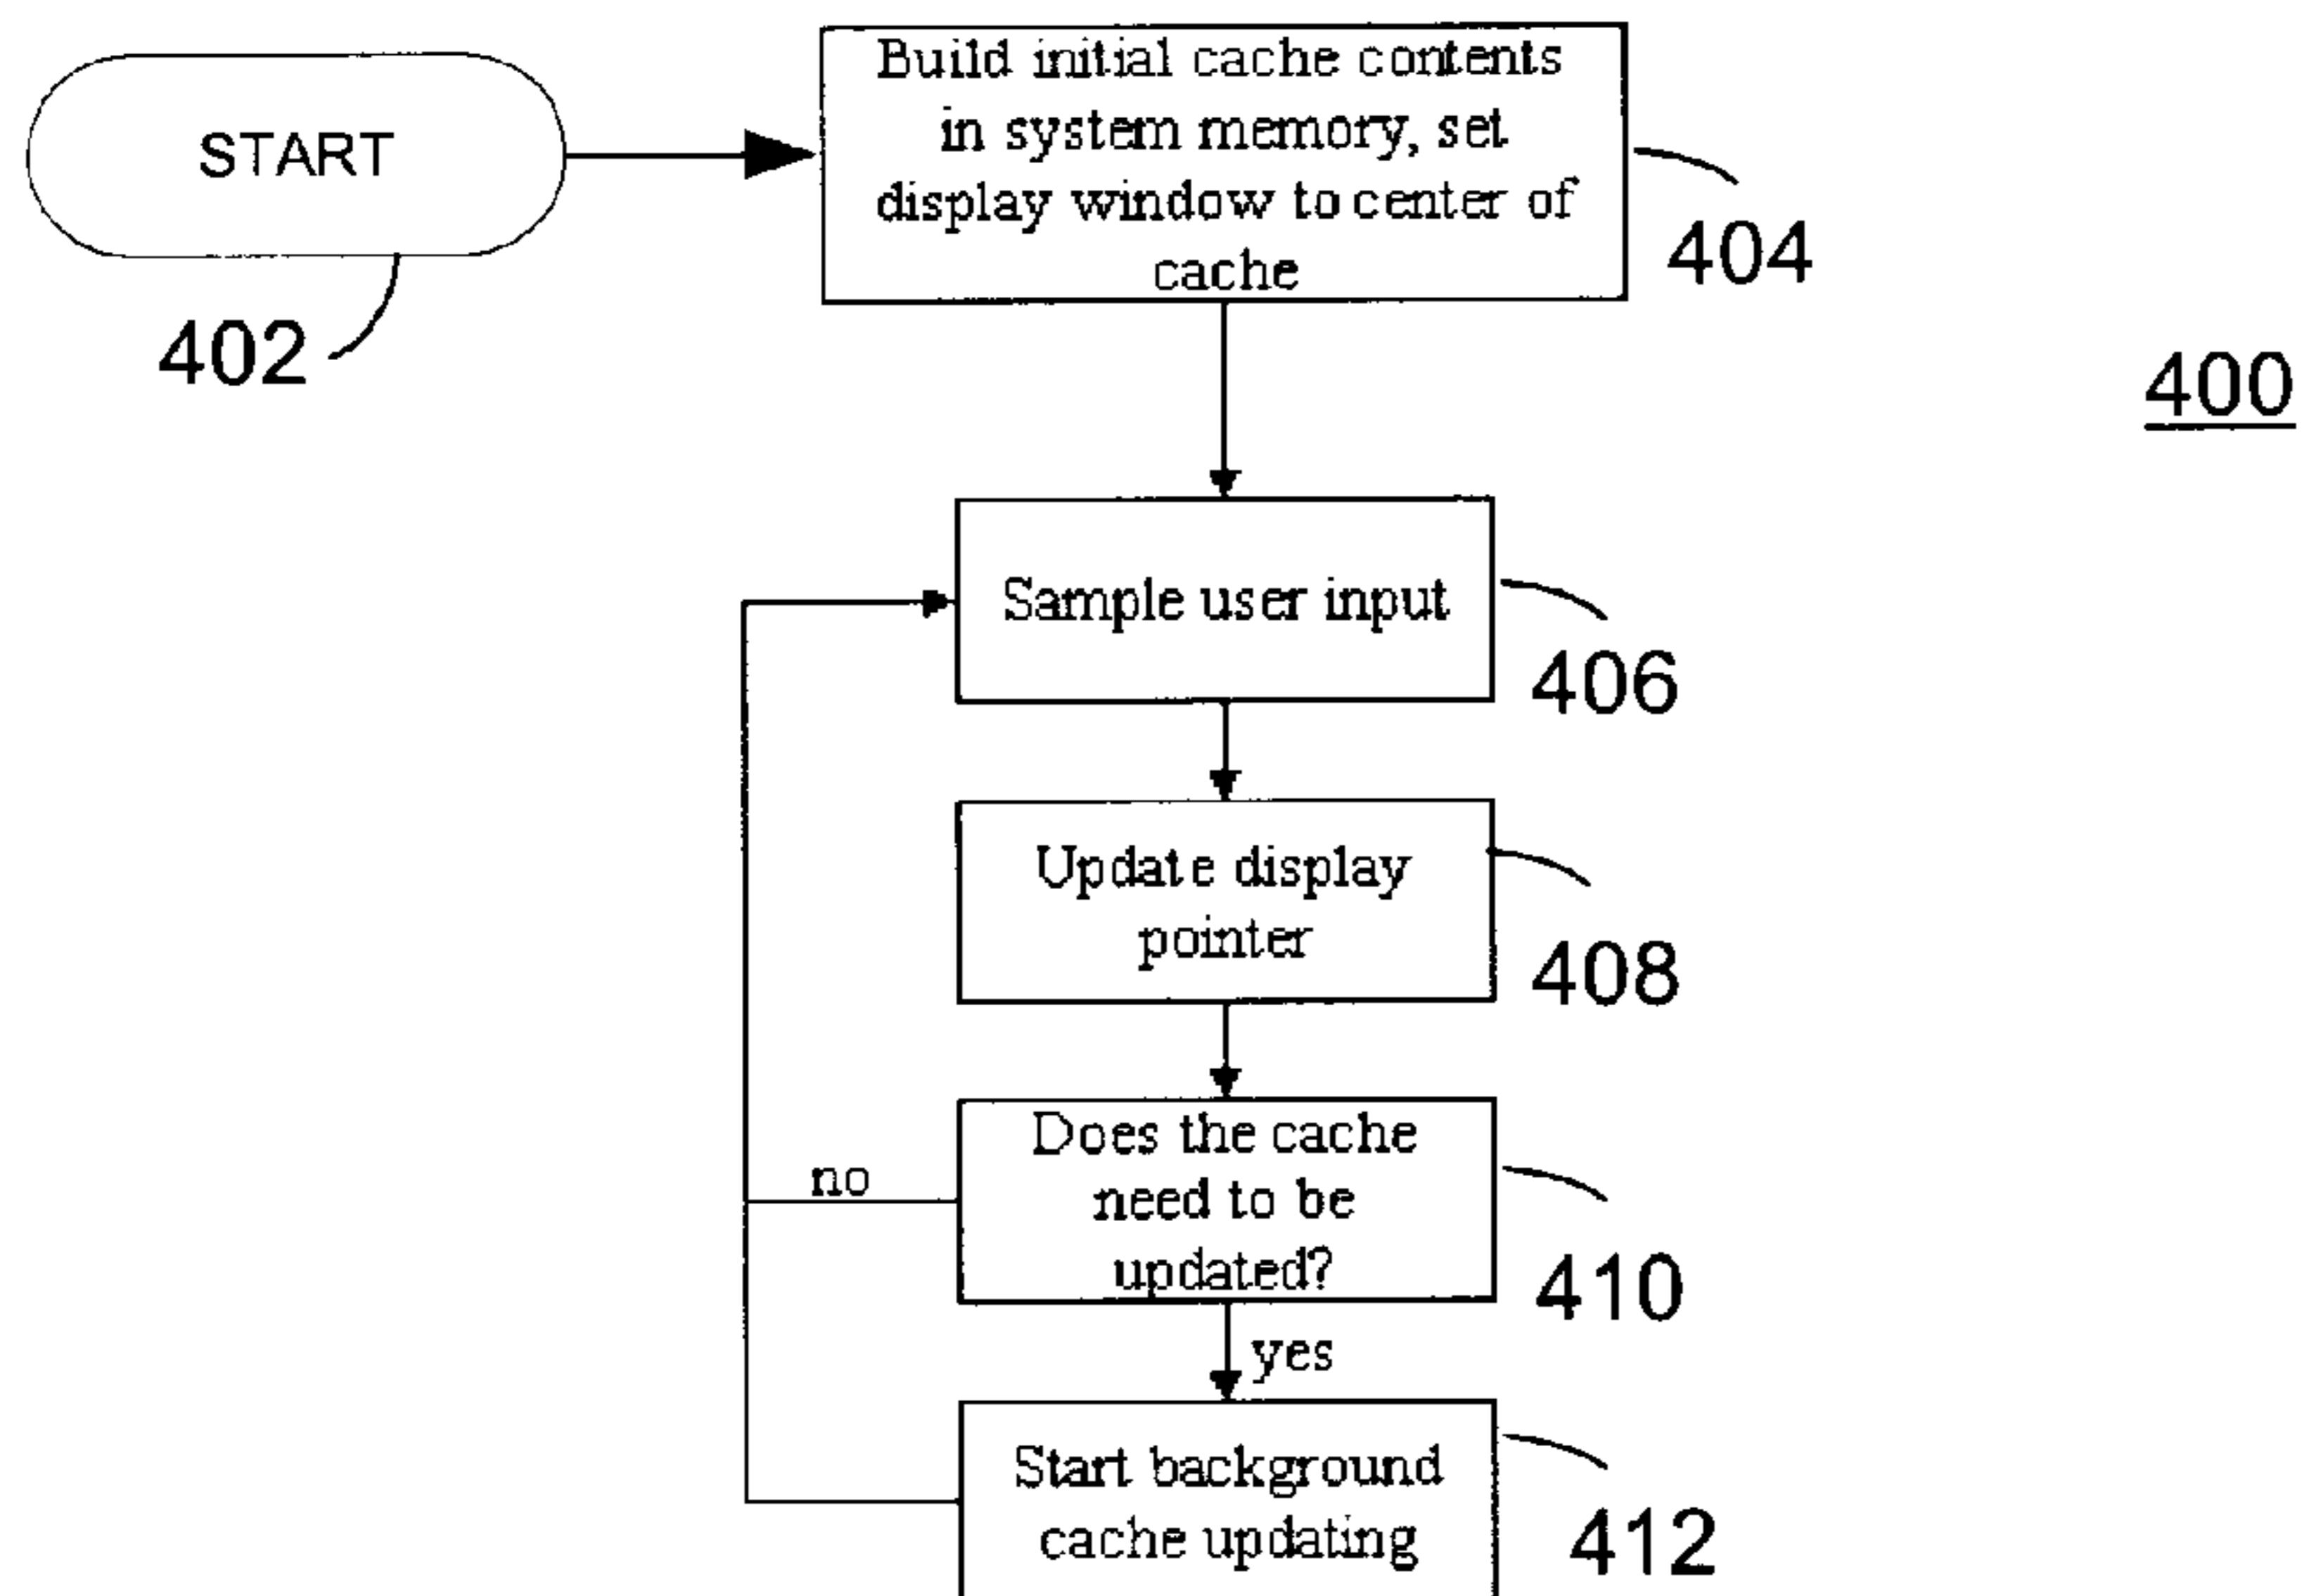 START
402
Build initial cache contents
in system memory, set
display window to center of
cache
404
400
Sample user input
406
Update display
pointer
408
Does the cache
need to be
updated?
410
no
yes
Start background
cache updating
412